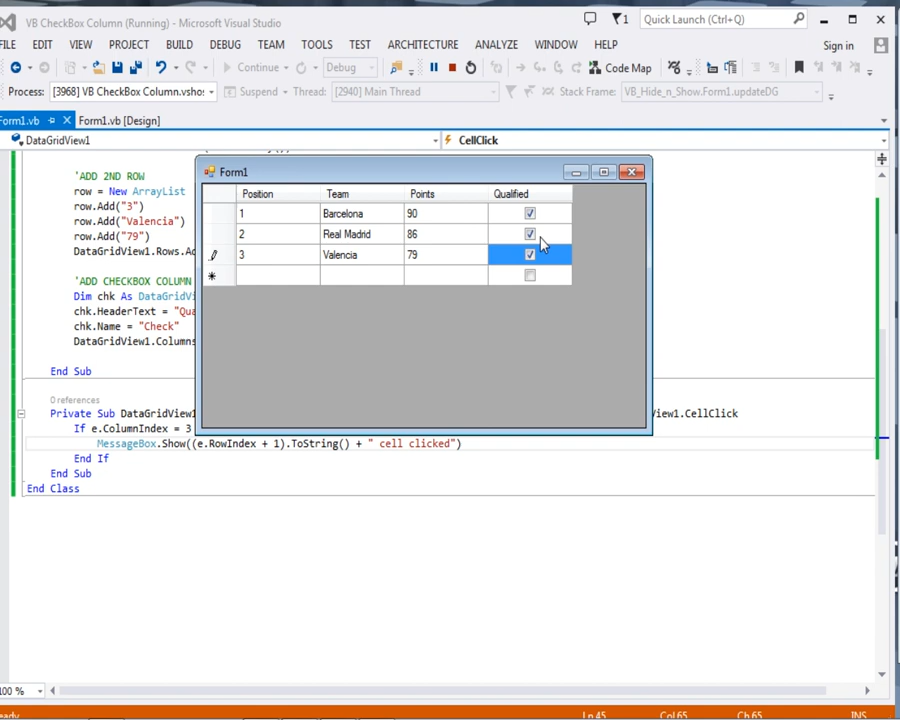 VB CheckBox Column (Running) - Microsoft Visual Studio
1
Quick Launch (Ctrl+Q)
FILE EDIT VIEW PROJECT BUILD DEBUG TEAM TOOLS TEST ARCHITECTURE ANALYZE WINDOW HELP
Sign in
Continue Debug Code Map
Process: [3968] VB CheckBox Column.vshos Suspend Thread: [2940] Main Thread Stack Frame: VB_Hide_n_Show.Form1.updateDG
Form1.vb Form1.vb [Design]
DataGridView1 CellClick
'ADD 2ND ROW
row = New ArrayList
row.Add("3")
row.Add("Valencia")
row.Add("79")
DataGridView1.Rows.Ad
'ADD CHECKBOX COLUMN
Dim chk As DataGridVi
chk.HeaderText = "Qua
chk.Name = "Check"
DataGridView1.Columns
End Sub
0 references
Private Sub DataGridView1 View1.CellClick
If e.ColumnIndex = 3
MessageBox.Show((e.RowIndex + 1).ToString() + " cell clicked")
End If
End Sub
End Class
Form1
Position Team Points Qualified
1 Barcelona 90
2 Real Madrid 86
3 Valencia 79
100 %
eady Ln 45 Col 65 Ch 65 INS